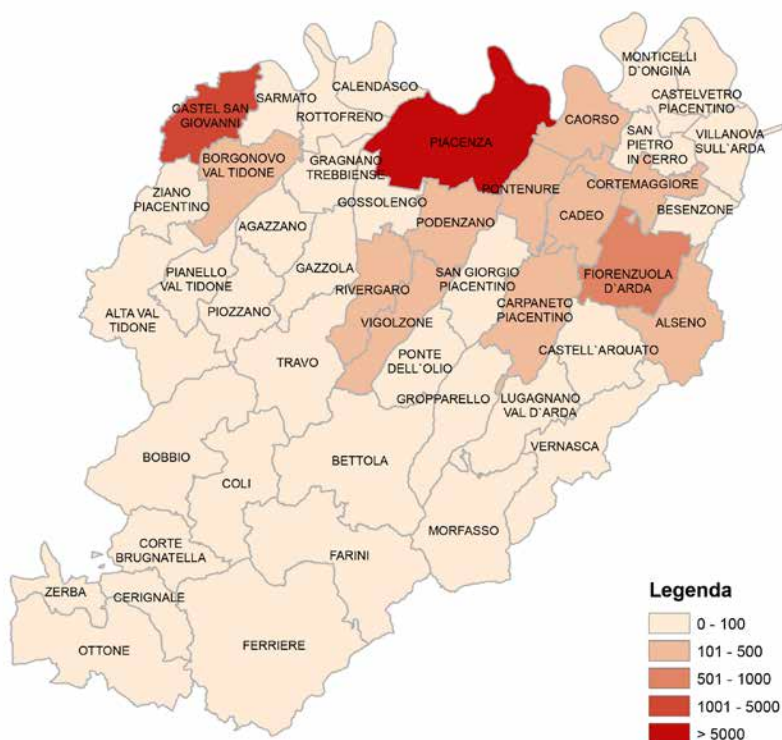 MONTICELLI
D`ONGINA
CALENDASCO
CASTELVETRO
PIACENTINO
SARMATO
CASTEL SAN
GIOVANNI
ROTTOFRENO
CAORSO
PIACENZA
SAN
PIETRO
IN CERRO
VILLANOVA
SULL`ARDA
BORGONOVO
VAL TIDONE
GRAGNANO
TREBBIENSE
ZIANO
PIACENTINO
PONTENURE
CORTEMAGGIORE
GOSSOLENGO
BESENZONE
CADEO
PODENZANO
AGAZZANO
GAZZOLA
PIANELLO
VAL TIDONE
SAN GIORGIO
PIACENTINO
FIORENZUOLA
D`ARDA
RIVERGARO
CARPANETO
PIACENTINO
ALTA VAL
TIDONE
PIOZZANO
VIGOLZONE
ALSENO
CASTELL`ARQUATO
TRAVO
PONTE
DELL`OLIO
GROPPARELLO
LUGAGNANO
VAL D`ARDA
VERNASCA
BOBBIO
BETTOLA
COLI
MORFASSO
CORTE
BRUGNATELLA
FARINI
ZERBA
CERIGNALE
OTTONE
FERRIERE
Legenda
0 - 100
101 - 500
501 - 1000
1001 - 5000
> 5000